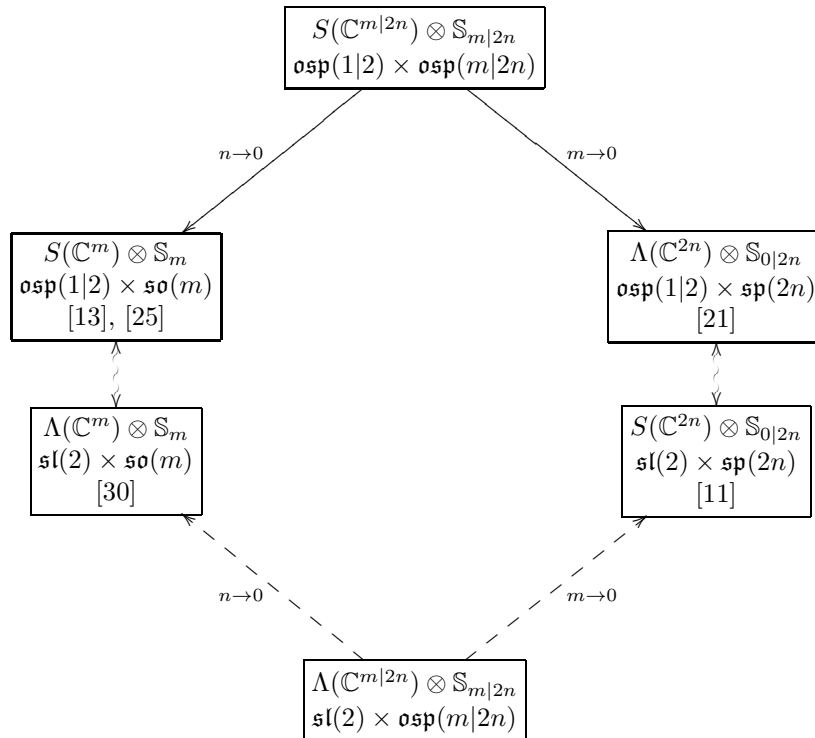 S(ℂ^{m|2n}) ⊗ 𝕊_{m|2n}
𝔬𝔰𝔭(1|2) × 𝔬𝔰𝔭(m|2n)
n→0
m→0
S(ℂ^m) ⊗ 𝕊_m
𝔬𝔰𝔭(1|2) × 𝔰𝔬(m)
[13], [25]
Λ(ℂ^{2n}) ⊗ 𝕊_{0|2n}
𝔬𝔰𝔭(1|2) × 𝔰𝔭(2n)
[21]
Λ(ℂ^m) ⊗ 𝕊_m
𝔰𝔩(2) × 𝔰𝔬(m)
[30]
S(ℂ^{2n}) ⊗ 𝕊_{0|2n}
𝔰𝔩(2) × 𝔰𝔭(2n)
[11]
n→0
m→0
Λ(ℂ^{m|2n}) ⊗ 𝕊_{m|2n}
𝔰𝔩(2) × 𝔬𝔰𝔭(m|2n)